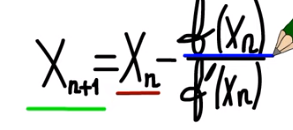 Xₙ₊₁ = Xₙ - f(Xₙ) / f'(Xₙ)